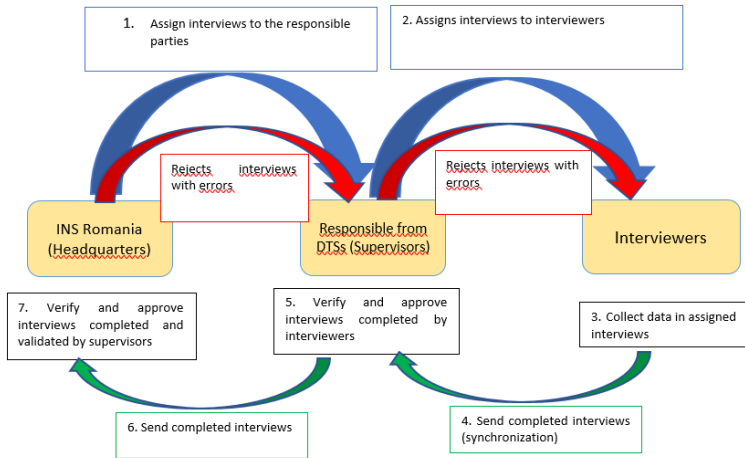 1. Assign interviews to the responsible
parties
2. Assigns interviews to interviewers
Rejects interviews
with errors
Rejects interviews with
errors
INS Romania
(Headquarters)
Responsible from
DTSs (Supervisors)
Interviewers
7. Verify and approve
interviews completed and
validated by supervisors
5. Verify and approve
interviews completed by
interviewers
3. Collect data in assigned
interviews
6. Send completed interviews
4. Send completed interviews
(synchronization)